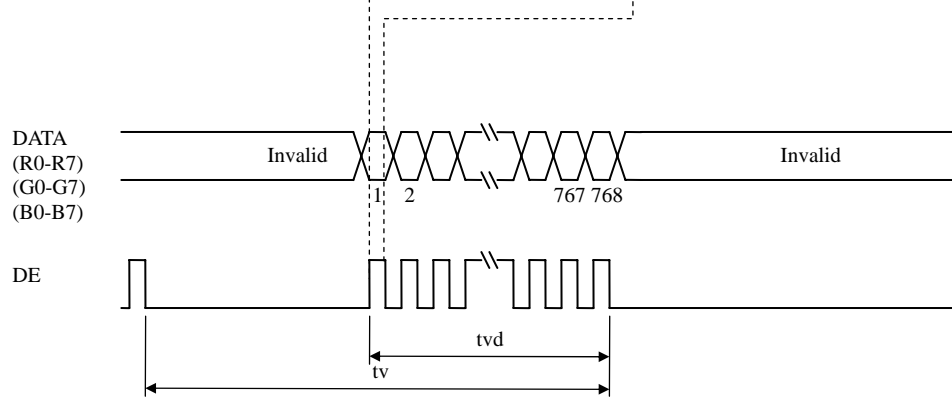 DATA
(R0-R7)
(G0-G7)
(B0-B7)
Invalid
Invalid
1 2 767 768
DE
tvd
tv